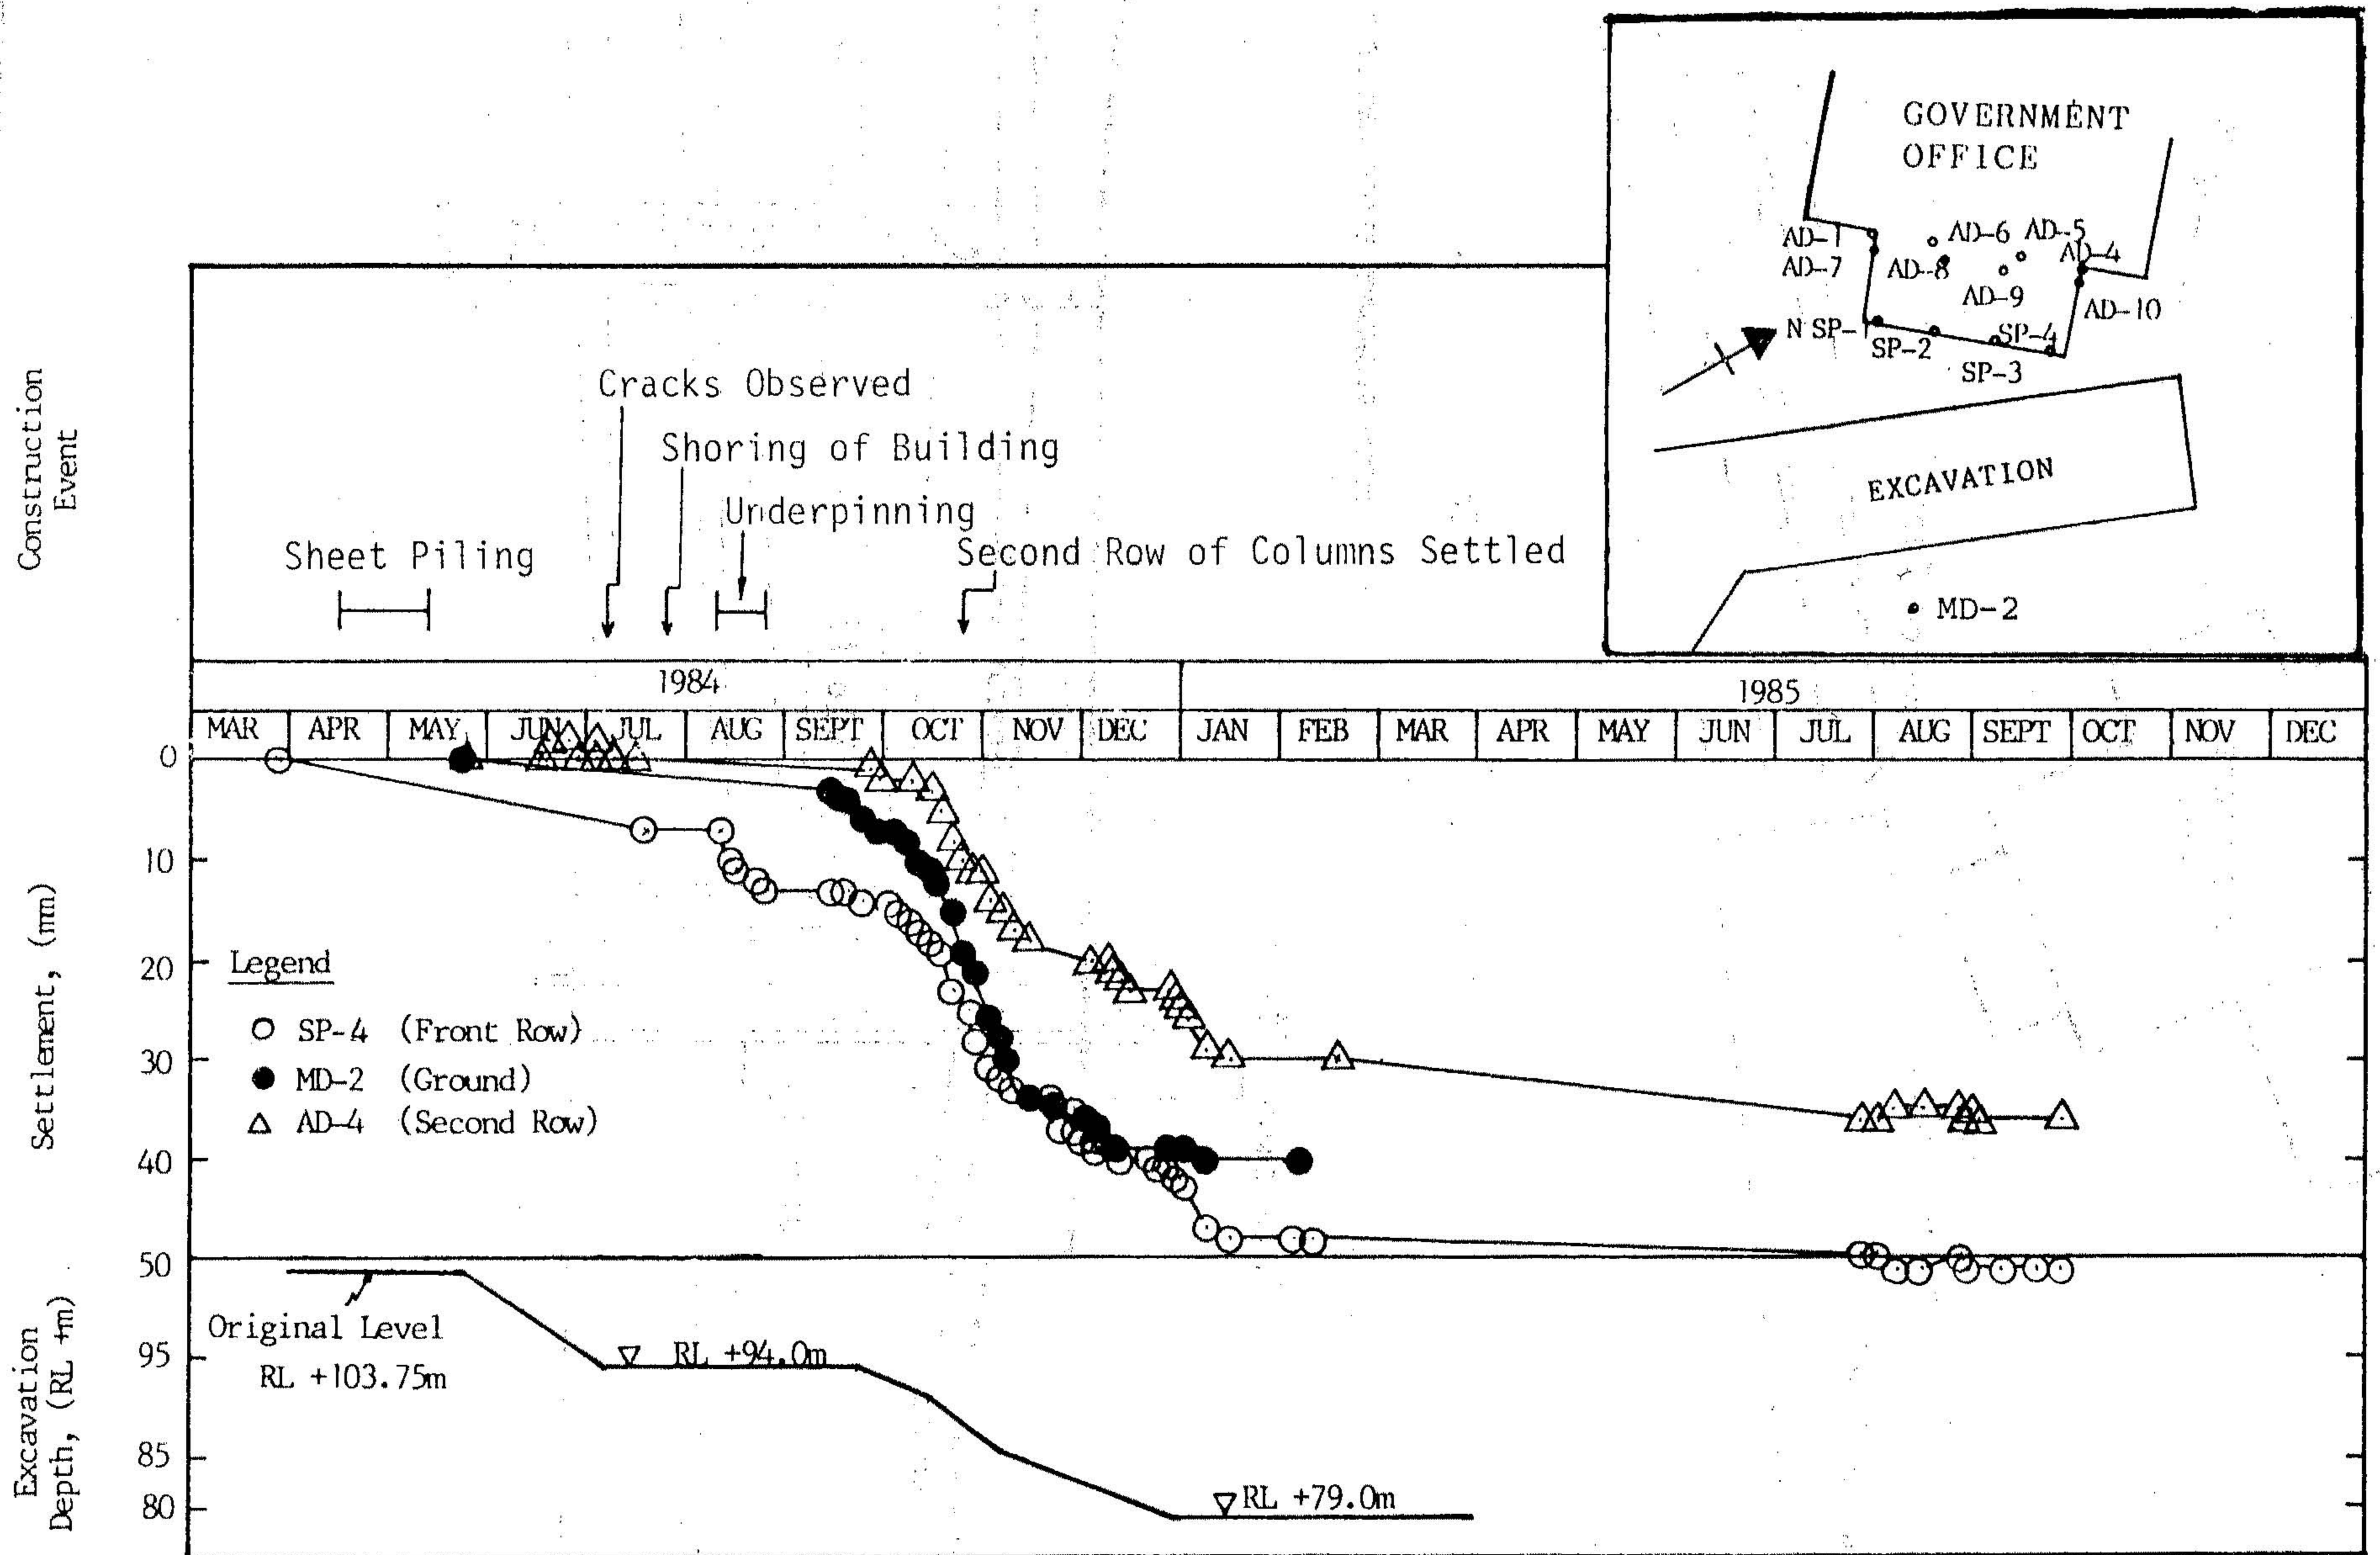 GOVERNMENT
OFFICE
AD-1
AD-6
AD-5
AD-4
AD-7
AD-8
AD-9
AD-10
N
SP-1
SP-2
SP-4
SP-3
EXCAVATION
MD-2
Construction
Event
Cracks Observed
Shoring of Building
Underpinning
Sheet Piling
Second Row of Columns Settled
1984
1985
MAR APR MAY JUN JUL AUG SEPT OCT NOV DEC JAN FEB MAR APR MAY JUN JUL AUG SEPT OCT NOV DEC
Settlement, (mm)
0
10
20
30
40
50
Legend
SP-4 (Front Row)
MD-2 (Ground)
AD-4 (Second Row)
Excavation
Depth, (RL +m)
Original Level
RL +103.75m
95
85
80
RL +94.0m
RL +79.0m